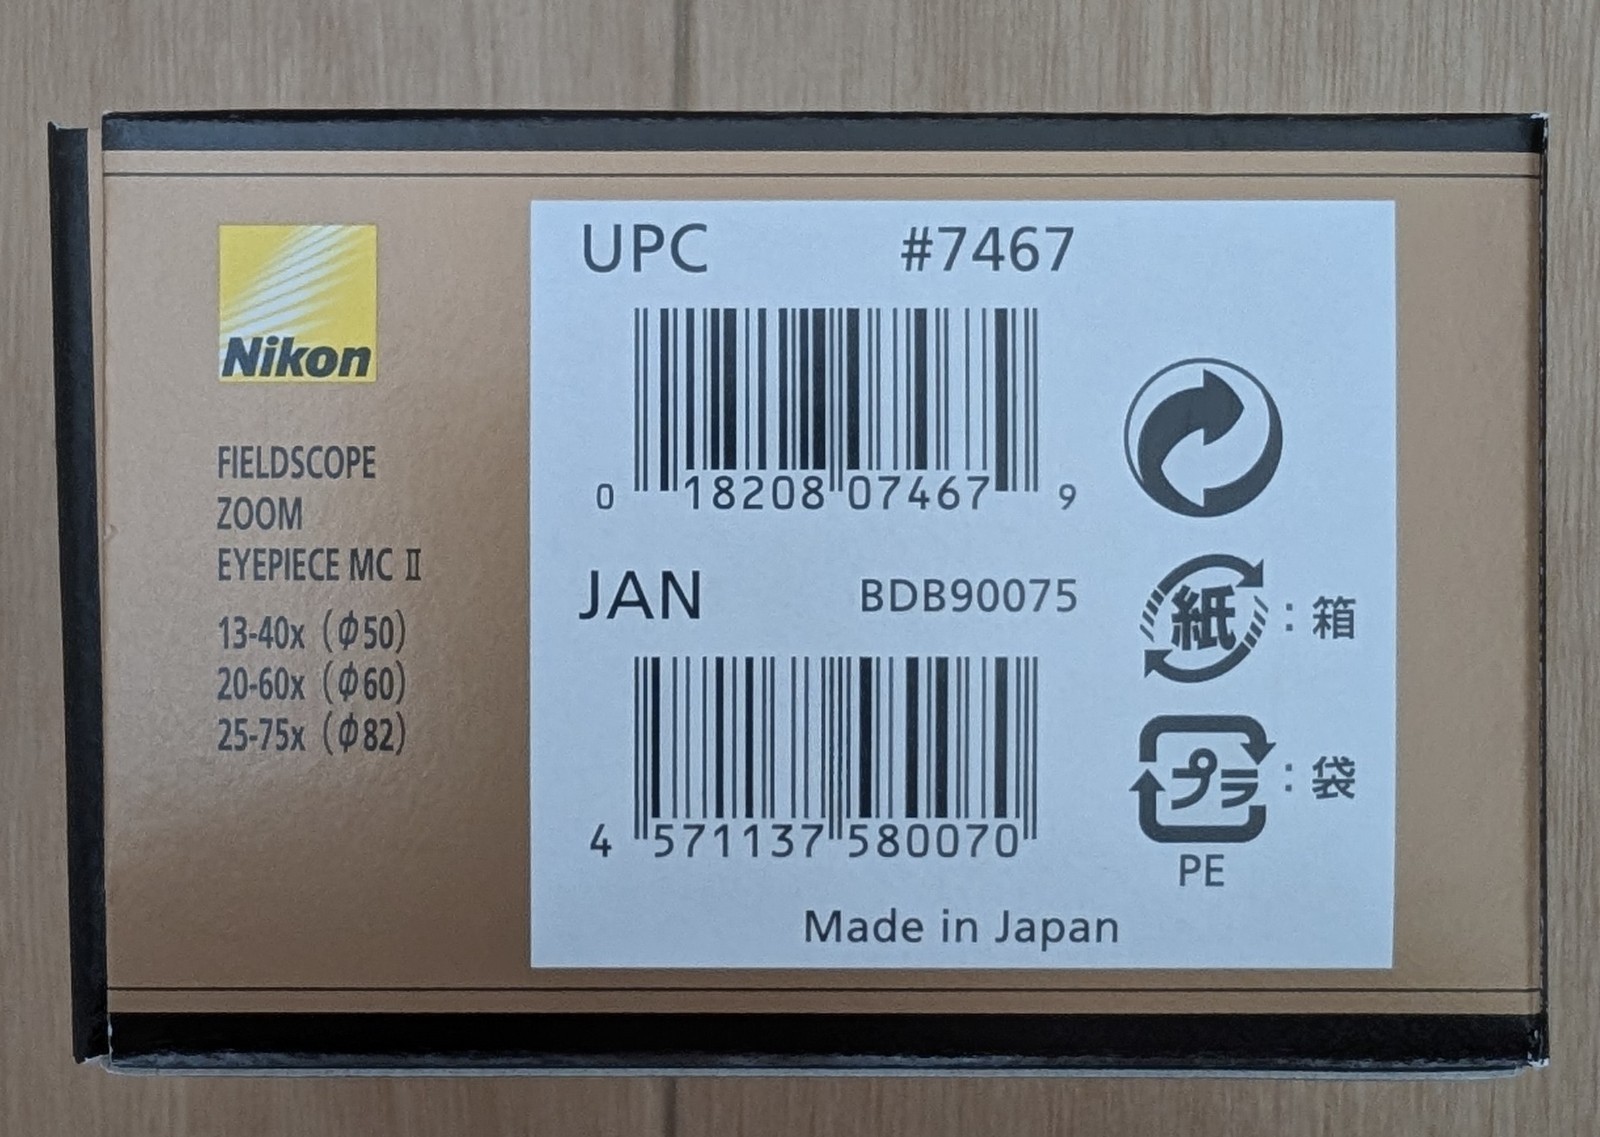 Nikon
FIELDSCOPE
ZOOM
EYEPIECE MC Ⅱ
13-40x (φ50)
20-60x (φ60)
25-75x (φ82)
UPC #7467
0 18208 07467 9
JAN BDB90075
4 571137 580070
紙 : 箱
プラ : 袋
PE
Made in Japan